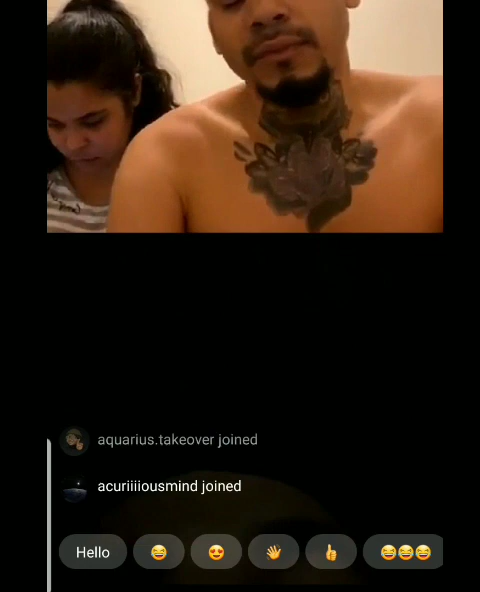 aquarius.takeover joined
acuriiiiousmind joined
Hello 😂 😍 👋 👍 😂😂😂